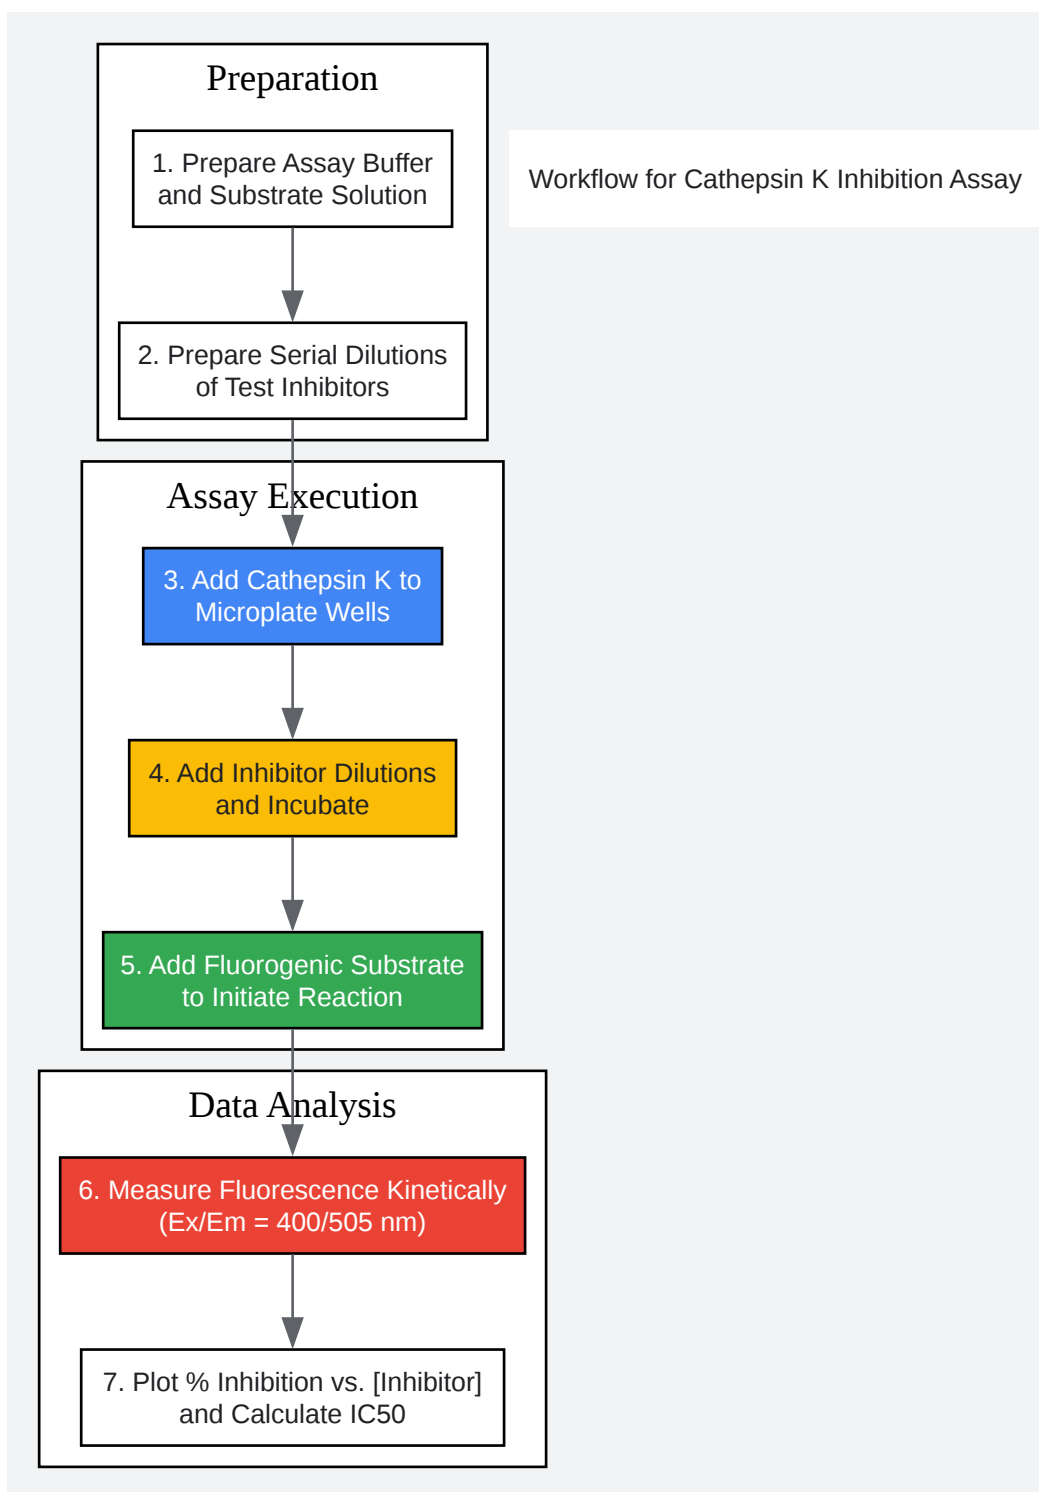 Preparation
1. Prepare Assay Buffer
and Substrate Solution
Workflow for Cathepsin K Inhibition Assay
2. Prepare Serial Dilutions
of Test Inhibitors
Assay Execution
3. Add Cathepsin K to
Microplate Wells
4. Add Inhibitor Dilutions
and Incubate
5. Add Fluorogenic Substrate
to Initiate Reaction
Data Analysis
6. Measure Fluorescence Kinetically
(Ex/Em = 400/505 nm)
7. Plot % Inhibition vs. [Inhibitor]
and Calculate IC50